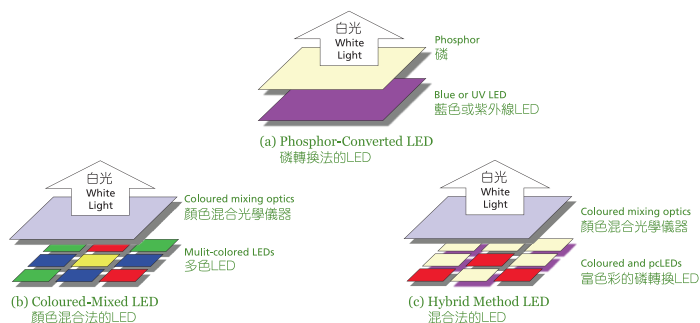 白光
White
Light
Phosphor
磷
Blue or UV LED
藍色或紫外線LED
(a) Phosphor-Converted LED
磷轉換法的LED
白光
White
Light
Coloured mixing optics
顏色混合光學儀器
Mulit-colored LEDs
多色LED
(b) Coloured-Mixed LED
顏色混合法的LED
白光
White
Light
Coloured mixing optics
顏色混合光學儀器
Coloured and pcLEDs
富色彩的磷轉換LED
(c) Hybrid Method LED
混合法的LED